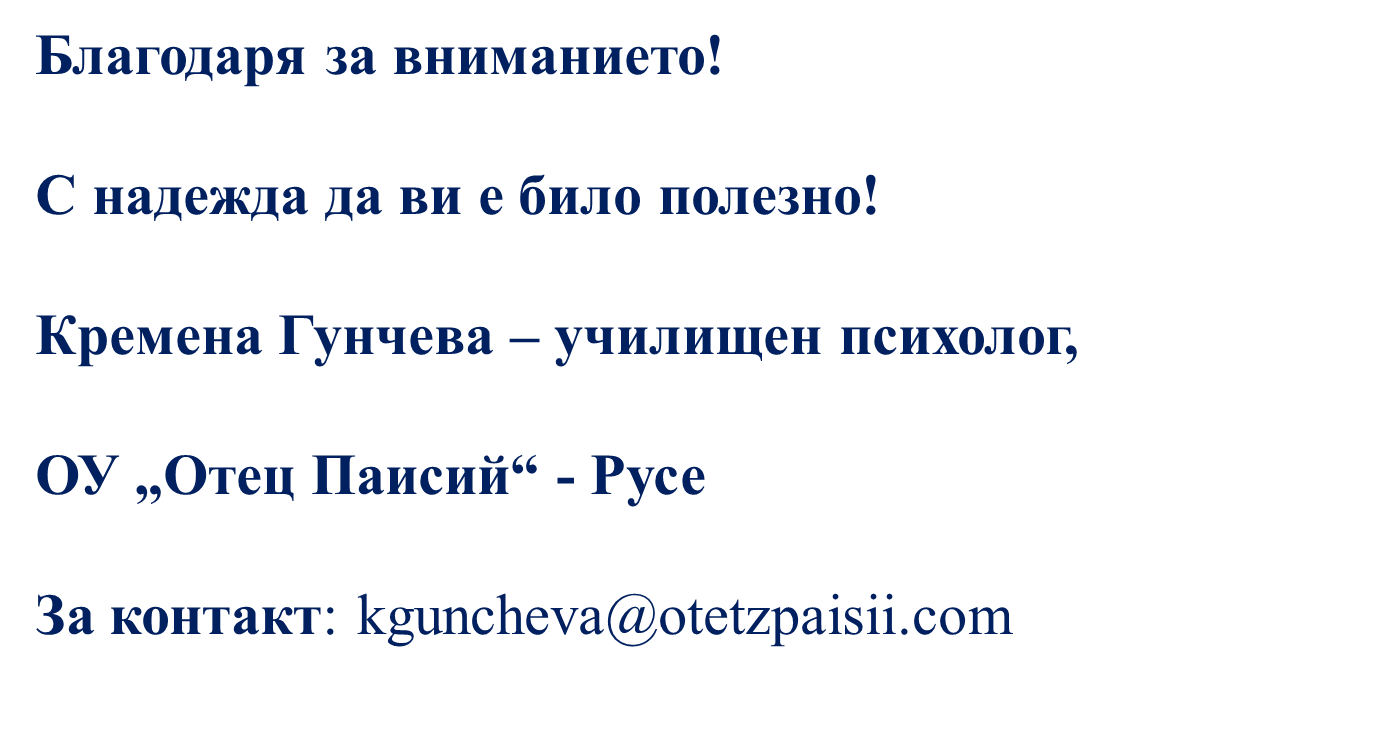 Благодаря за вниманието!
С надежда да ви е било полезно!
Кремена Гунчева – училищен психолог,
ОУ „Отец Паисий“ - Русе
За контакт: kguncheva@otetzpaisii.com